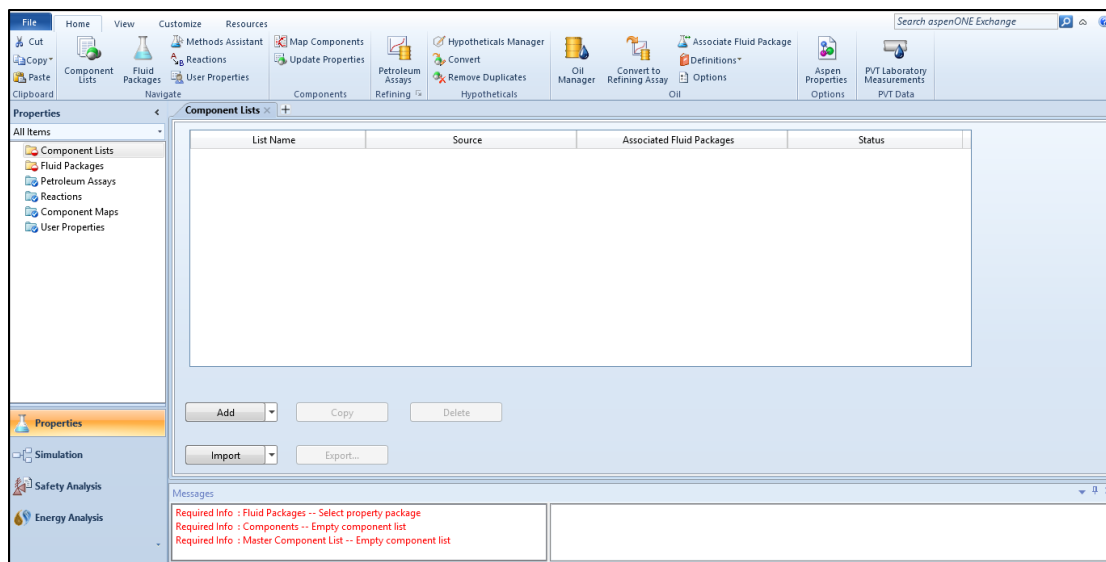 File Home View Customize Resources Search aspenONE Exchange
Cut
Copy
Paste
Clipboard
Component Lists
Fluid Packages
Methods Assistant
Reactions
User Properties
Navigate
Map Components
Update Properties
Components
Petroleum Assays
Refining
Hypotheticals Manager
Convert
Remove Duplicates
Hypotheticals
Oil Manager
Convert to Refining Assay
Associate Fluid Package
Definitions
Options
Oil
Aspen Properties
Options
PVT Laboratory Measurements
PVT Data
Properties
All Items
Component Lists
Fluid Packages
Petroleum Assays
Reactions
Component Maps
User Properties
Properties
Simulation
Safety Analysis
Energy Analysis
Component Lists
List Name Source Associated Fluid Packages Status
Add Copy Delete
Import Export...
Messages
Required Info : Fluid Packages -- Select property package
Required Info : Components -- Empty component list
Required Info : Master Component List -- Empty component list